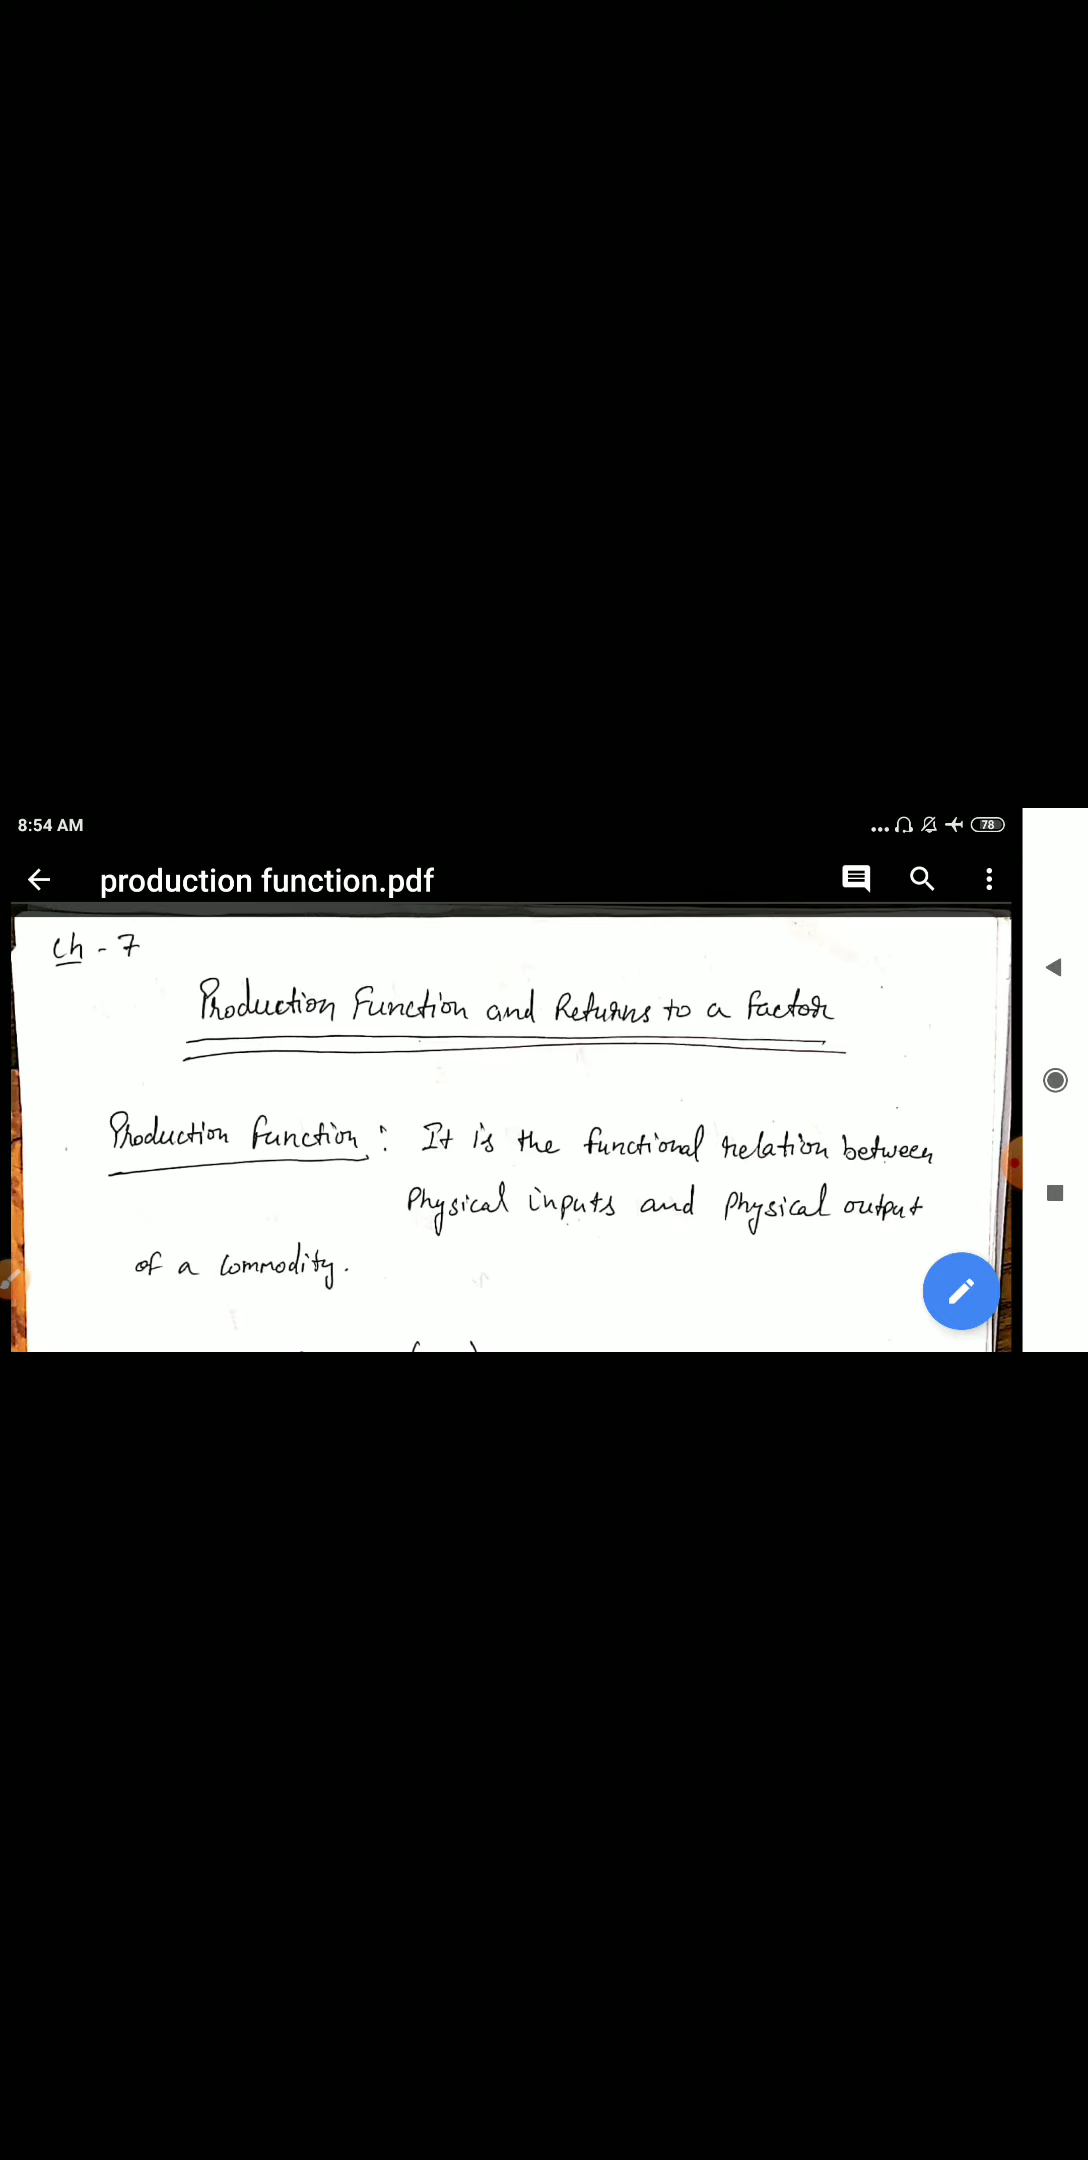 8:54 AM
78
production function.pdf
Ch - 7
Production Function and Returns to a factor
Production function : It is the functional relation between
Physical inputs and physical output
of a commodity.